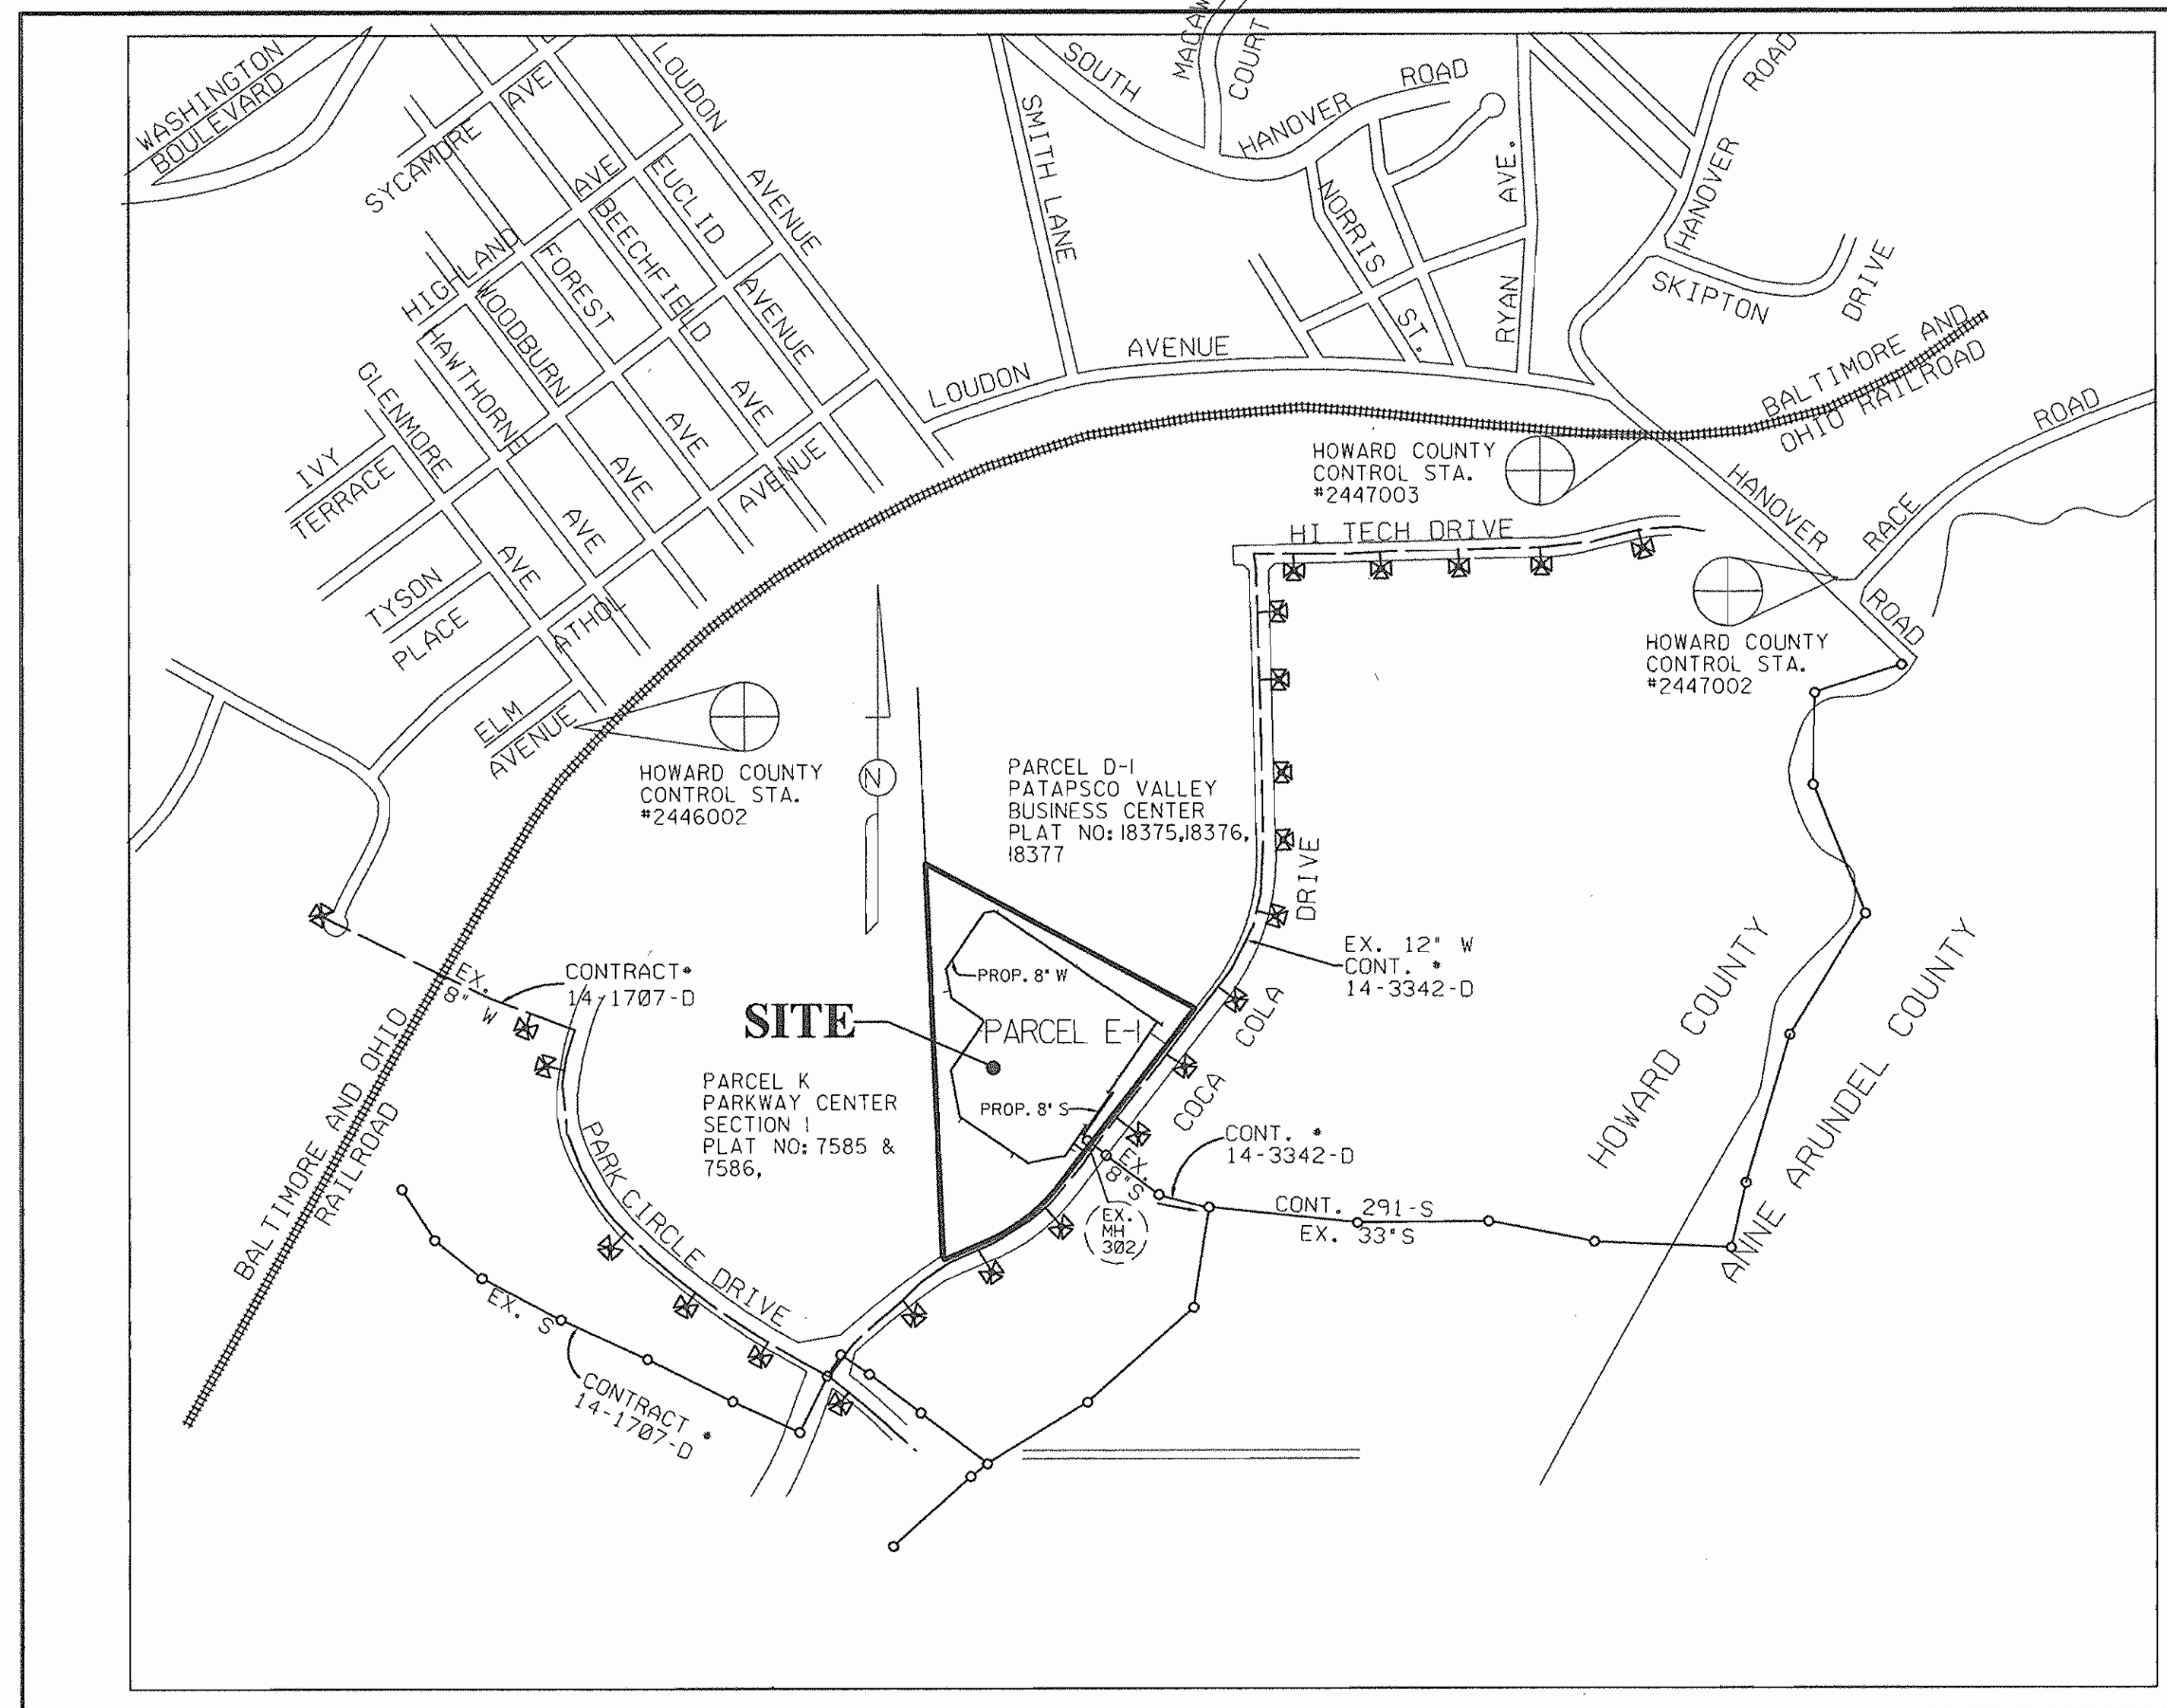 WASHINGTON
BOULEVARD
SYCAMORE
AVE
LOUDON
AVENUE
SOUTH
HANOVER
ROAD
MACAW
COURT
SMITH LANE
HANOVER
ROAD
NORRIS
ST.
RYAN
AVE.
SKIPTON
DRIVE
HIGHLAND
AVE
EUCLID
AVENUE
BEECHFIELD
AVE
FOREST
AVE
WOODBURN
AVE
HAWTHORNE
AVE
GLENMORE
AVE
IVY
TERRACE
TYSON
PLACE
ATHOL
AVENUE
ELM
AVENUE
LOUDON
AVENUE
BALTIMORE AND
OHIO RAILROAD
HOWARD COUNTY
CONTROL STA.
#2447003
HANOVER
ROAD
RACE
ROAD
HI TECH DRIVE
HOWARD COUNTY
CONTROL STA.
#2447002
HOWARD COUNTY
CONTROL STA.
#2446002
N
PARCEL D-1
PATAPSCO VALLEY
BUSINESS CENTER
PLAT NO: 18375,18376,
18377
COCA
COLA
DRIVE
EX. 12" W
CONT. #
14-3342-D
CONTRACT#
14-1707-D
EX.
8"
W
PROP. 8" W
SITE
PARCEL E-1
PROP. 8" S
PARCEL K
PARKWAY CENTER
SECTION 1
PLAT NO: 7585 &
7586,
HOWARD COUNTY
ANNE ARUNDEL COUNTY
BALTIMORE AND OHIO
RAILROAD
PARK CIRCLE DRIVE
CONT. #
14-3342-D
EX.
8"S
EX.
MH
302
CONT. 291-S
EX. 33"S
EX. S
CONTRACT #
14-1707-D